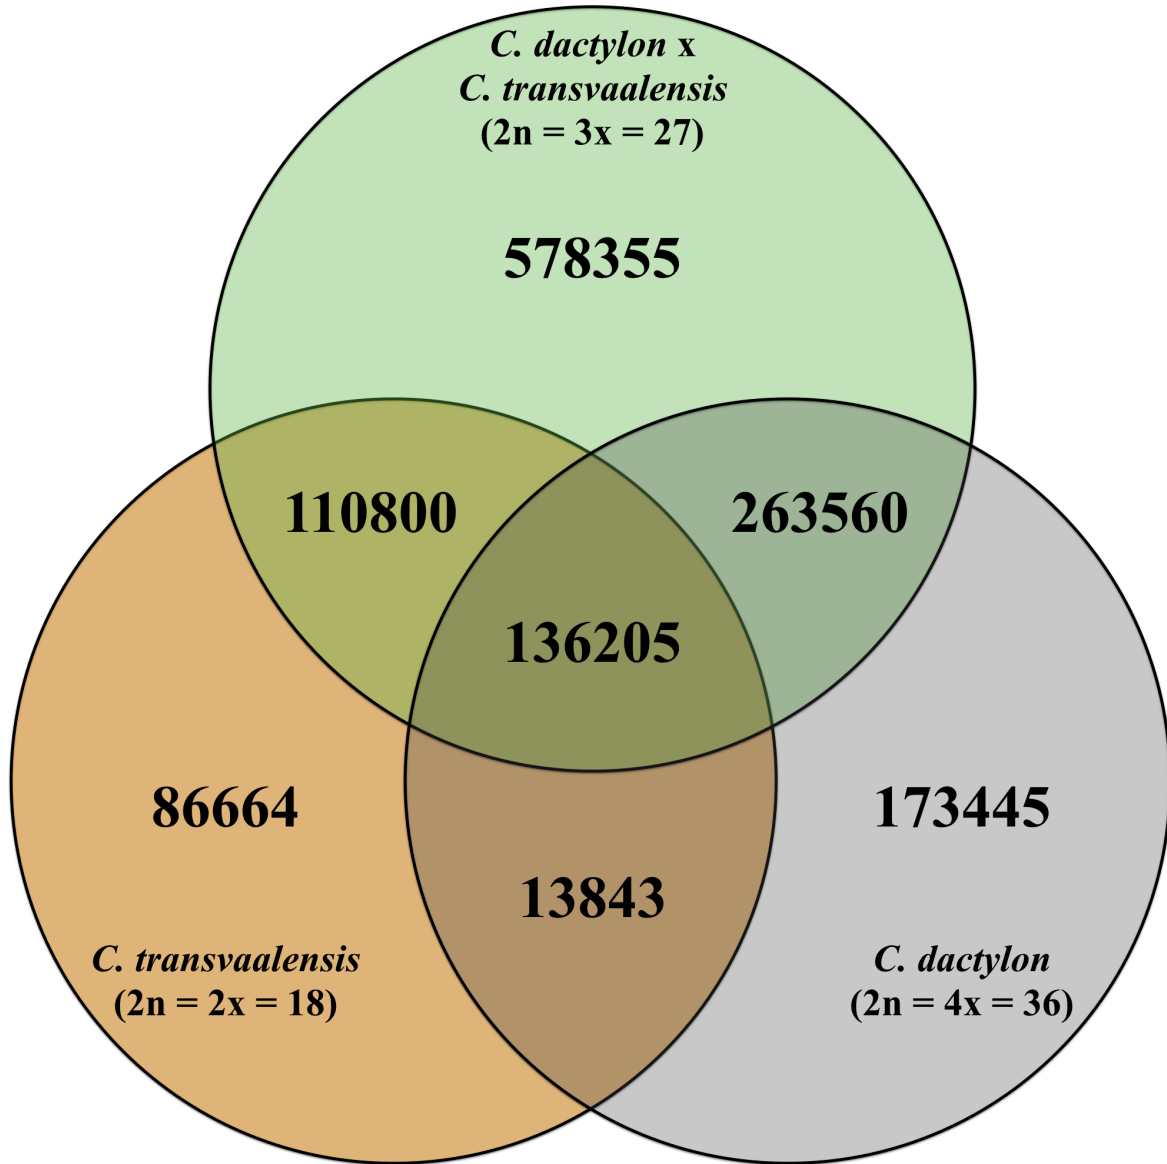 C. dactylon x
C. transvaalensis
(2n = 3x = 27)
578355
110800
263560
136205
86664
173445
13843
C. transvaalensis
(2n = 2x = 18)
C. dactylon
(2n = 4x = 36)